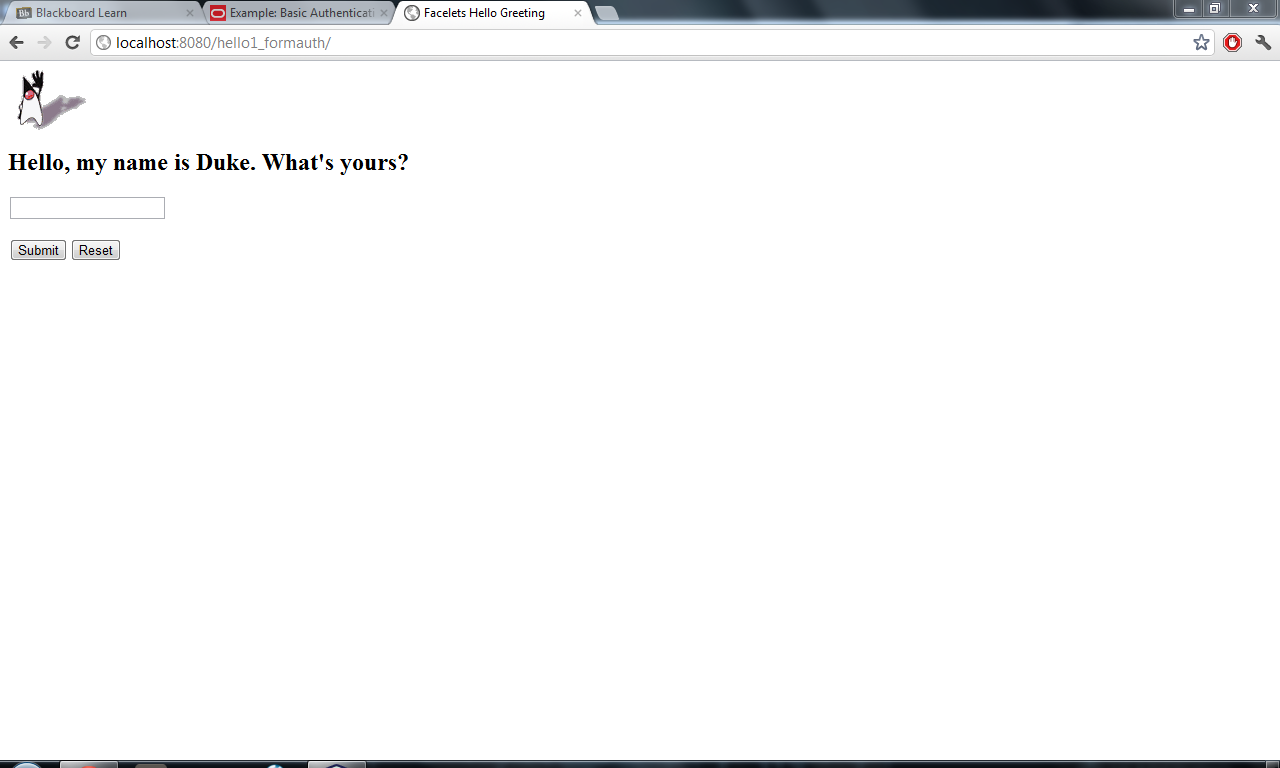 Blackboard Learn
Example: Basic Authenticati
Facelets Hello Greeting
localhost:8080/hello1_formauth/
Hello, my name is Duke. What's yours?
Submit Reset